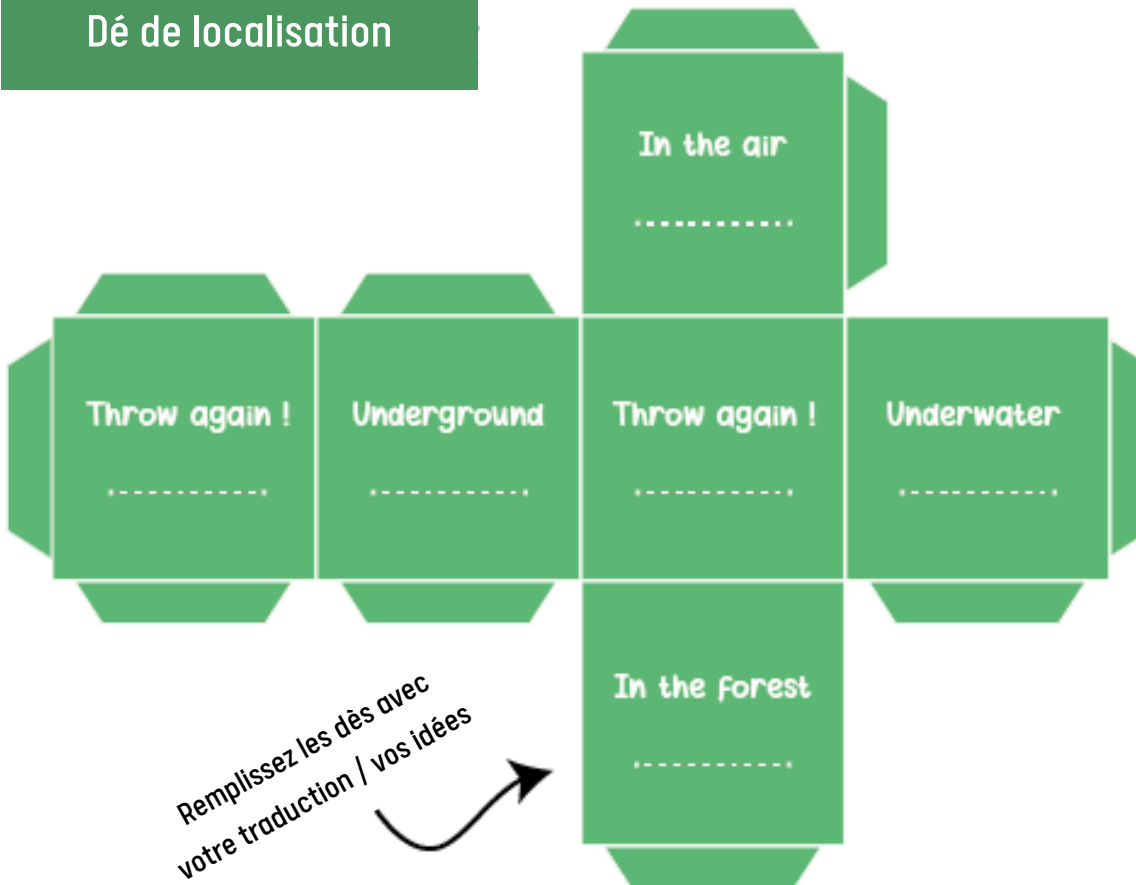 Dé de localisation
In the air
Throw again !
Underground
Throw again !
Underwater
In the forest
Remplissez les dès avec
votre traduction / vos idées